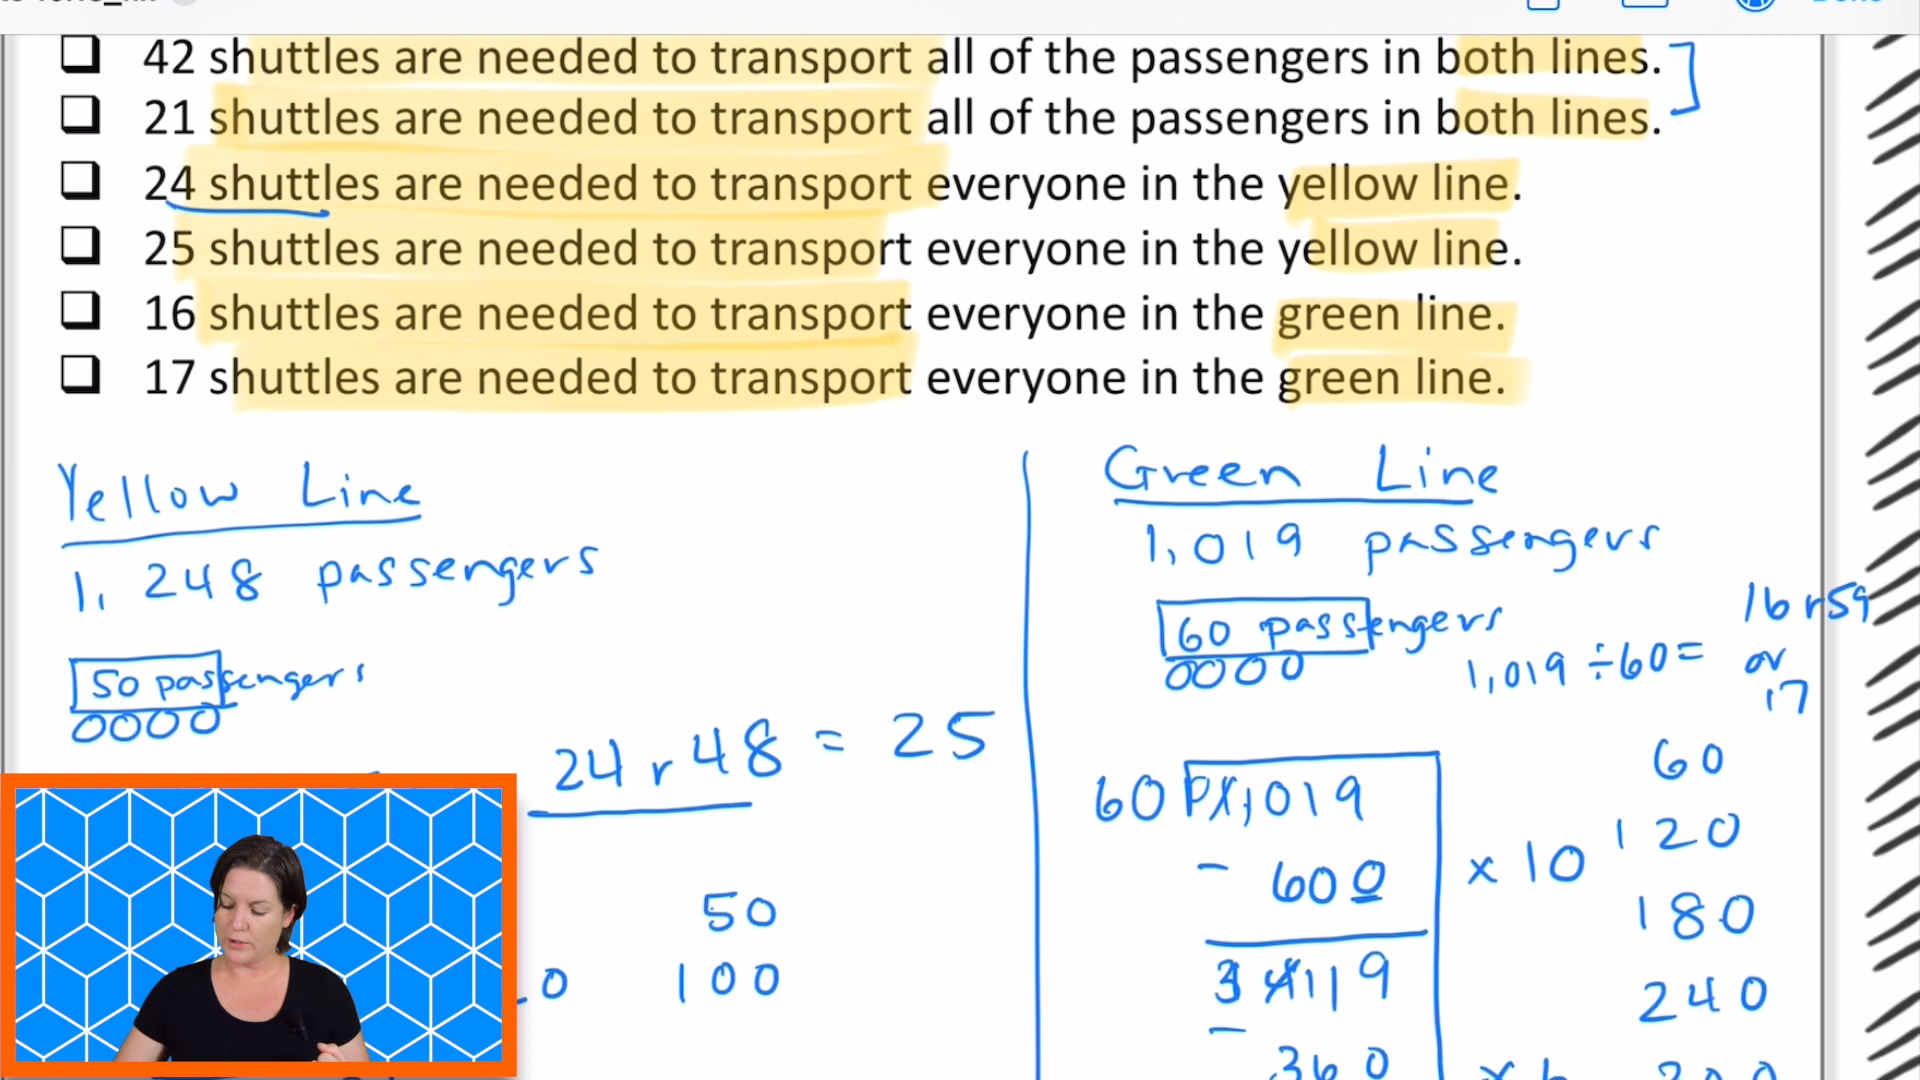 ❑ 42 shuttles are needed to transport all of the passengers in both lines.
❑ 21 shuttles are needed to transport all of the passengers in both lines.
❑ 24 shuttles are needed to transport everyone in the yellow line.
❑ 25 shuttles are needed to transport everyone in the yellow line.
❑ 16 shuttles are needed to transport everyone in the green line.
❑ 17 shuttles are needed to transport everyone in the green line.
Yellow Line
1,248 passengers
50 passengers
24 r 48 = 25
50
100
Green Line
1,019 passengers
60 passengers
1,019 ÷ 60 =
16 r 59
or
17
60 1,019
- 600 x 10
3 4119
-
360
60
120
180
240